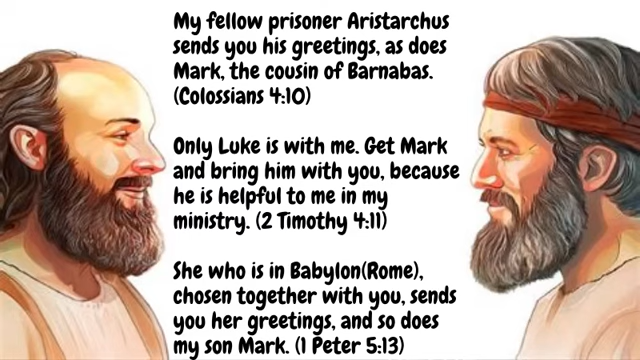 My fellow prisoner Aristarchus
sends you his greetings, as does
Mark, the cousin of Barnabas.
(Colossians 4:10)
Only Luke is with me. Get Mark
and bring him with you, because
he is helpful to me in my
ministry. (2 Timothy 4:11)
She who is in Babylon(Rome),
chosen together with you, sends
you her greetings, and so does
my son Mark. (1 Peter 5:13)